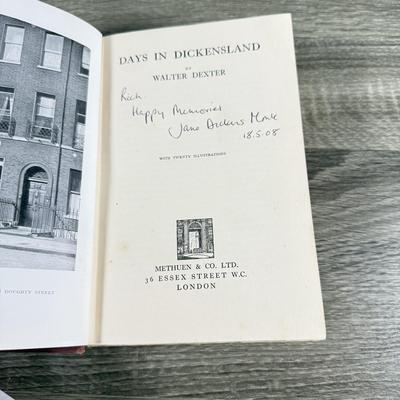 DAYS IN DICKENSLAND
BY
WALTER DEXTER
Rich.
Happy Memories
Jane Dickens Monk
18.5.08
WITH TWENTY ILLUSTRATIONS
METHUEN & CO. LTD.
36 ESSEX STREET W.C.
LONDON
DOUGHTY STREET